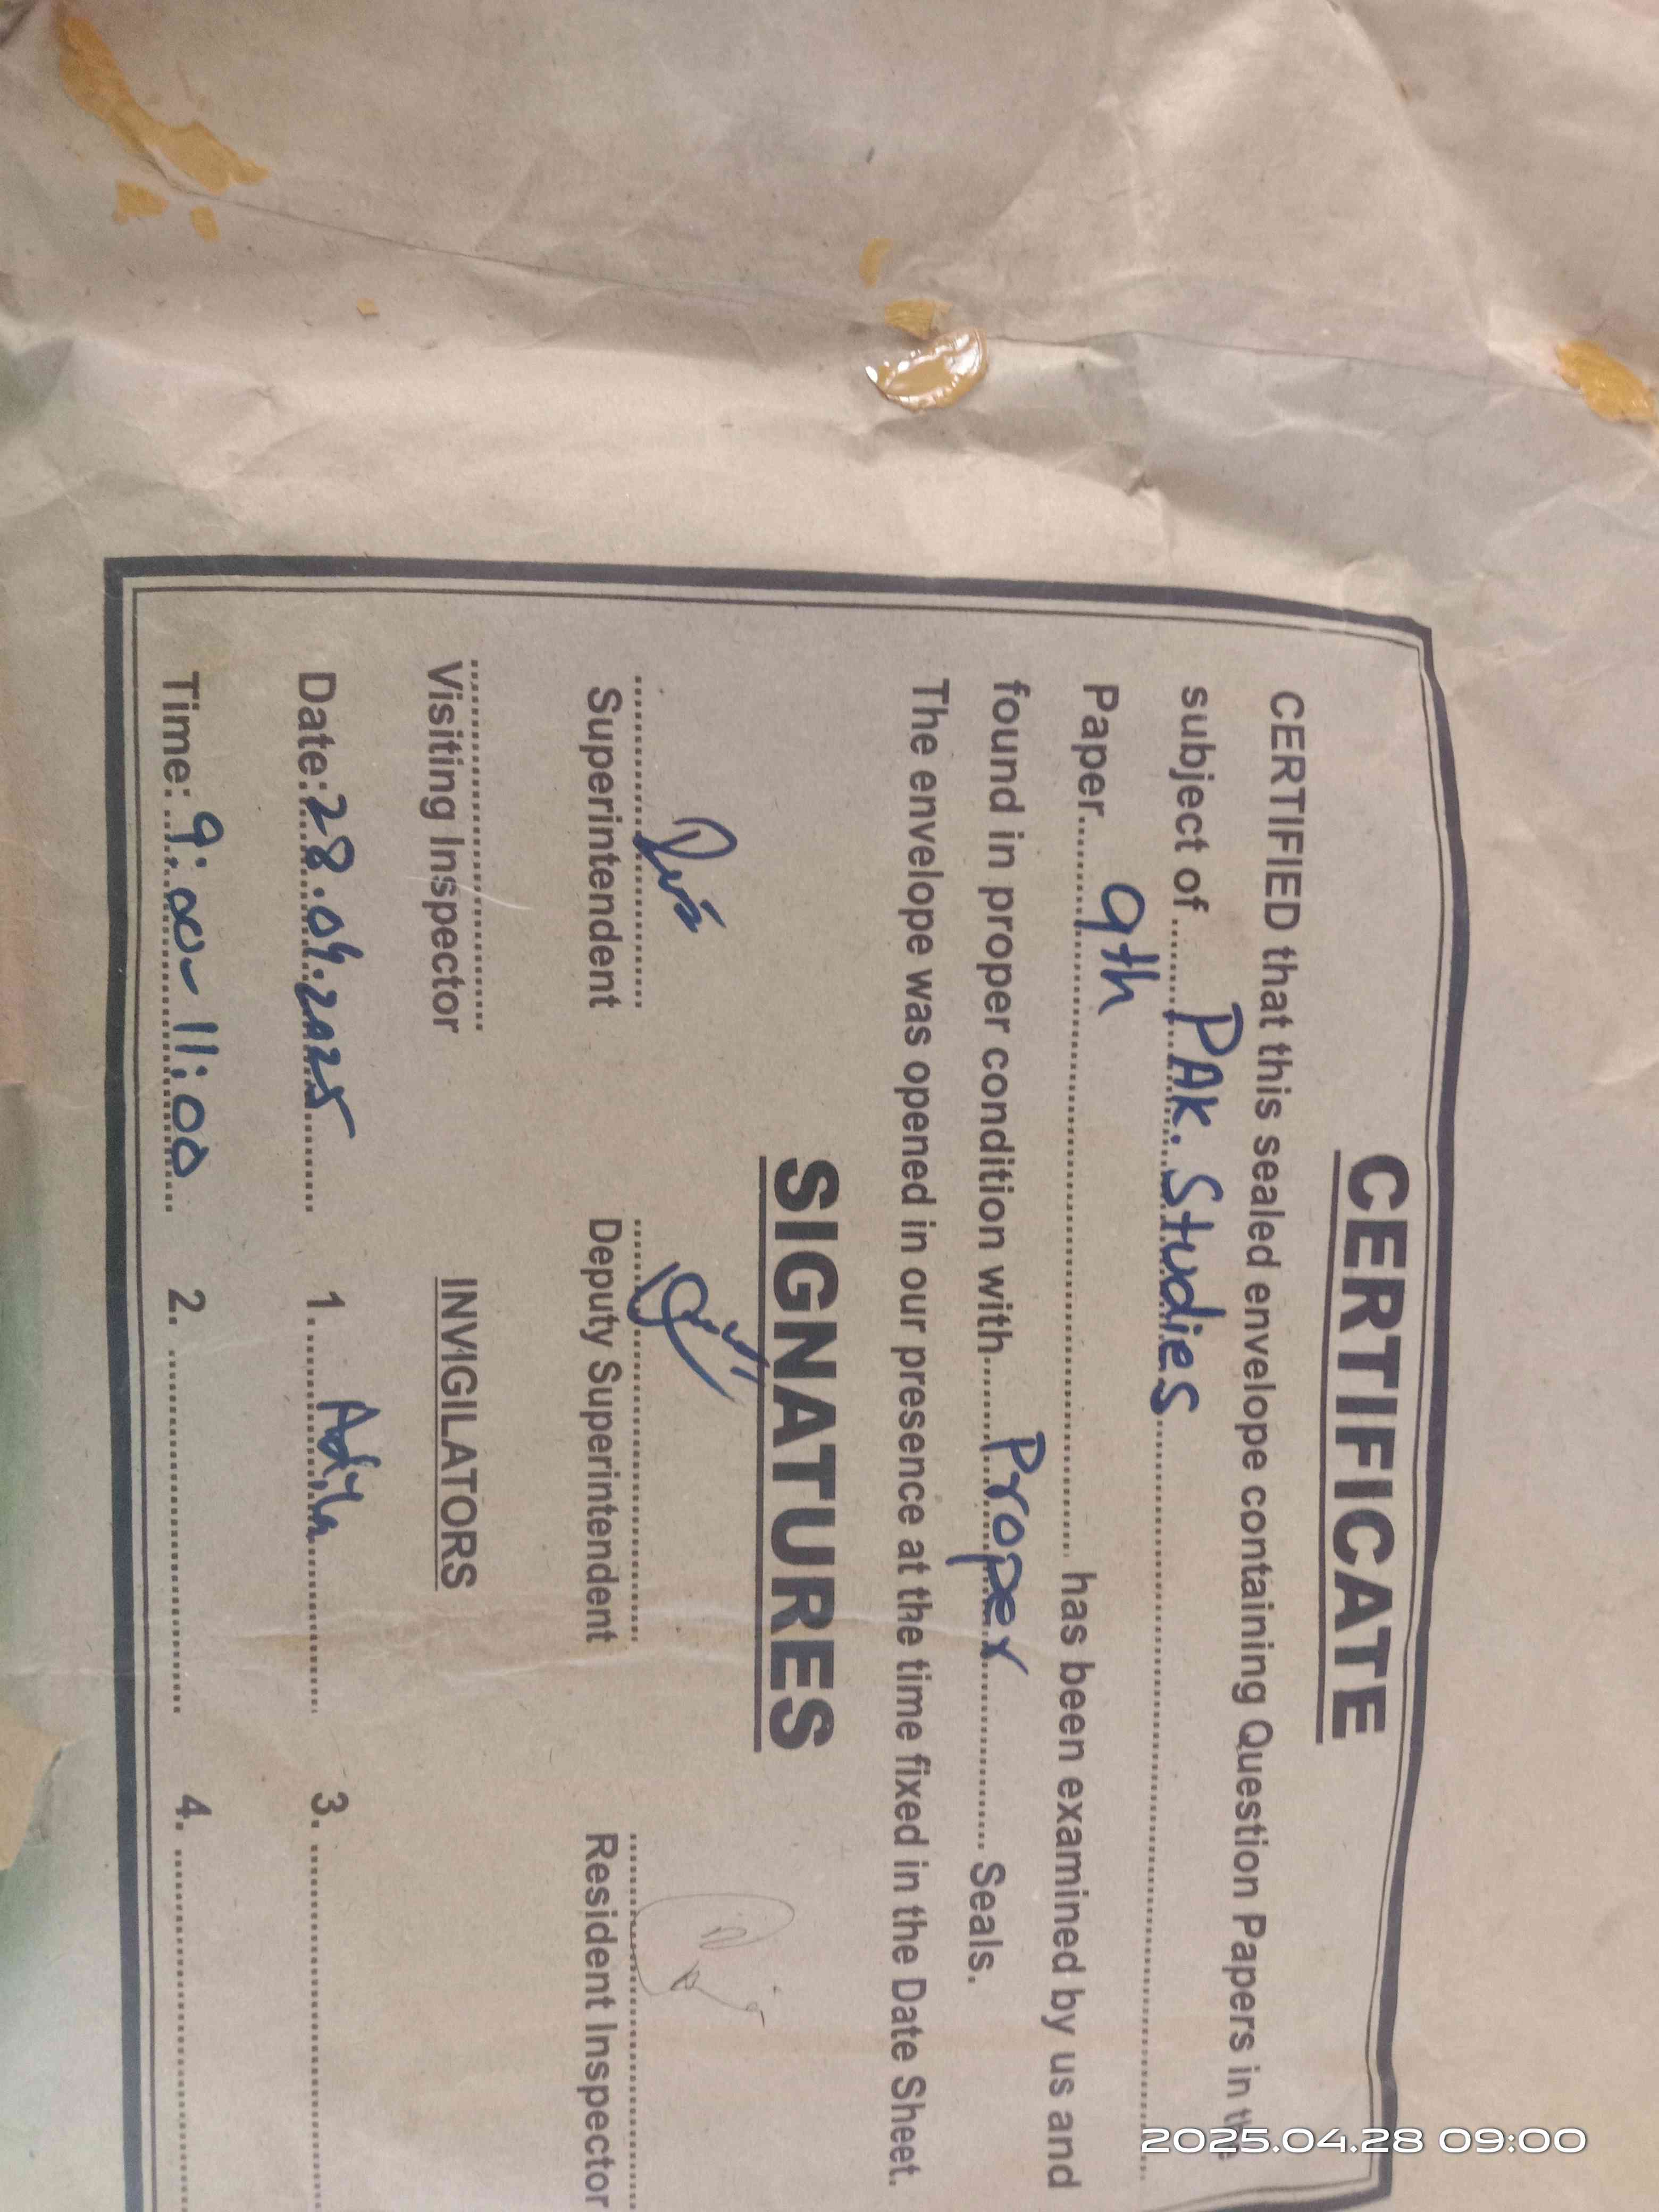 CERTIFICATE
CERTIFIED that this sealed envelope containing Question Papers in the
subject of PAK. Studies
Paper 9th has been examined by us and
found in proper condition with Proper Seals.
The envelope was opened in our presence at the time fixed in the Date Sheet.
SIGNATURES
Superintendent Deputy Superintendent Resident Inspector
Visiting Inspector INVIGILATORS
Date: 28.04.2025 1. 3.
Time: 9:00 - 11:00 2. 4.
2025.04.28 09:00